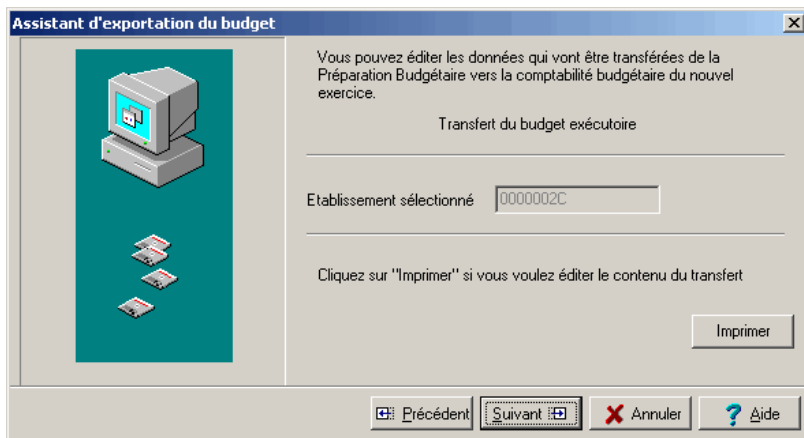 Assistant d'exportation du budget
Vous pouvez éditer les données qui vont être transférées de la
Préparation Budgétaire vers la comptabilité budgétaire du nouvel
exercice.
Transfert du budget exécutoire
Etablissement sélectionné 0000002C
Cliquez sur "Imprimer" si vous voulez éditer le contenu du transfert
Imprimer
Précédent Suivant Annuler Aide